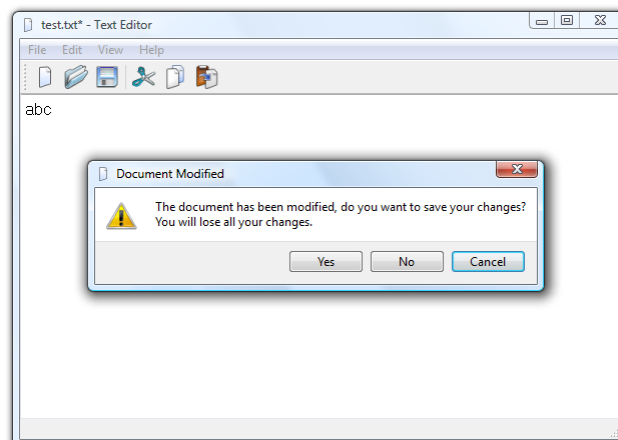 test.txt* - Text Editor
File Edit View Help
abc
Document Modified
The document has been modified, do you want to save your changes?
You will lose all your changes.
Yes No Cancel